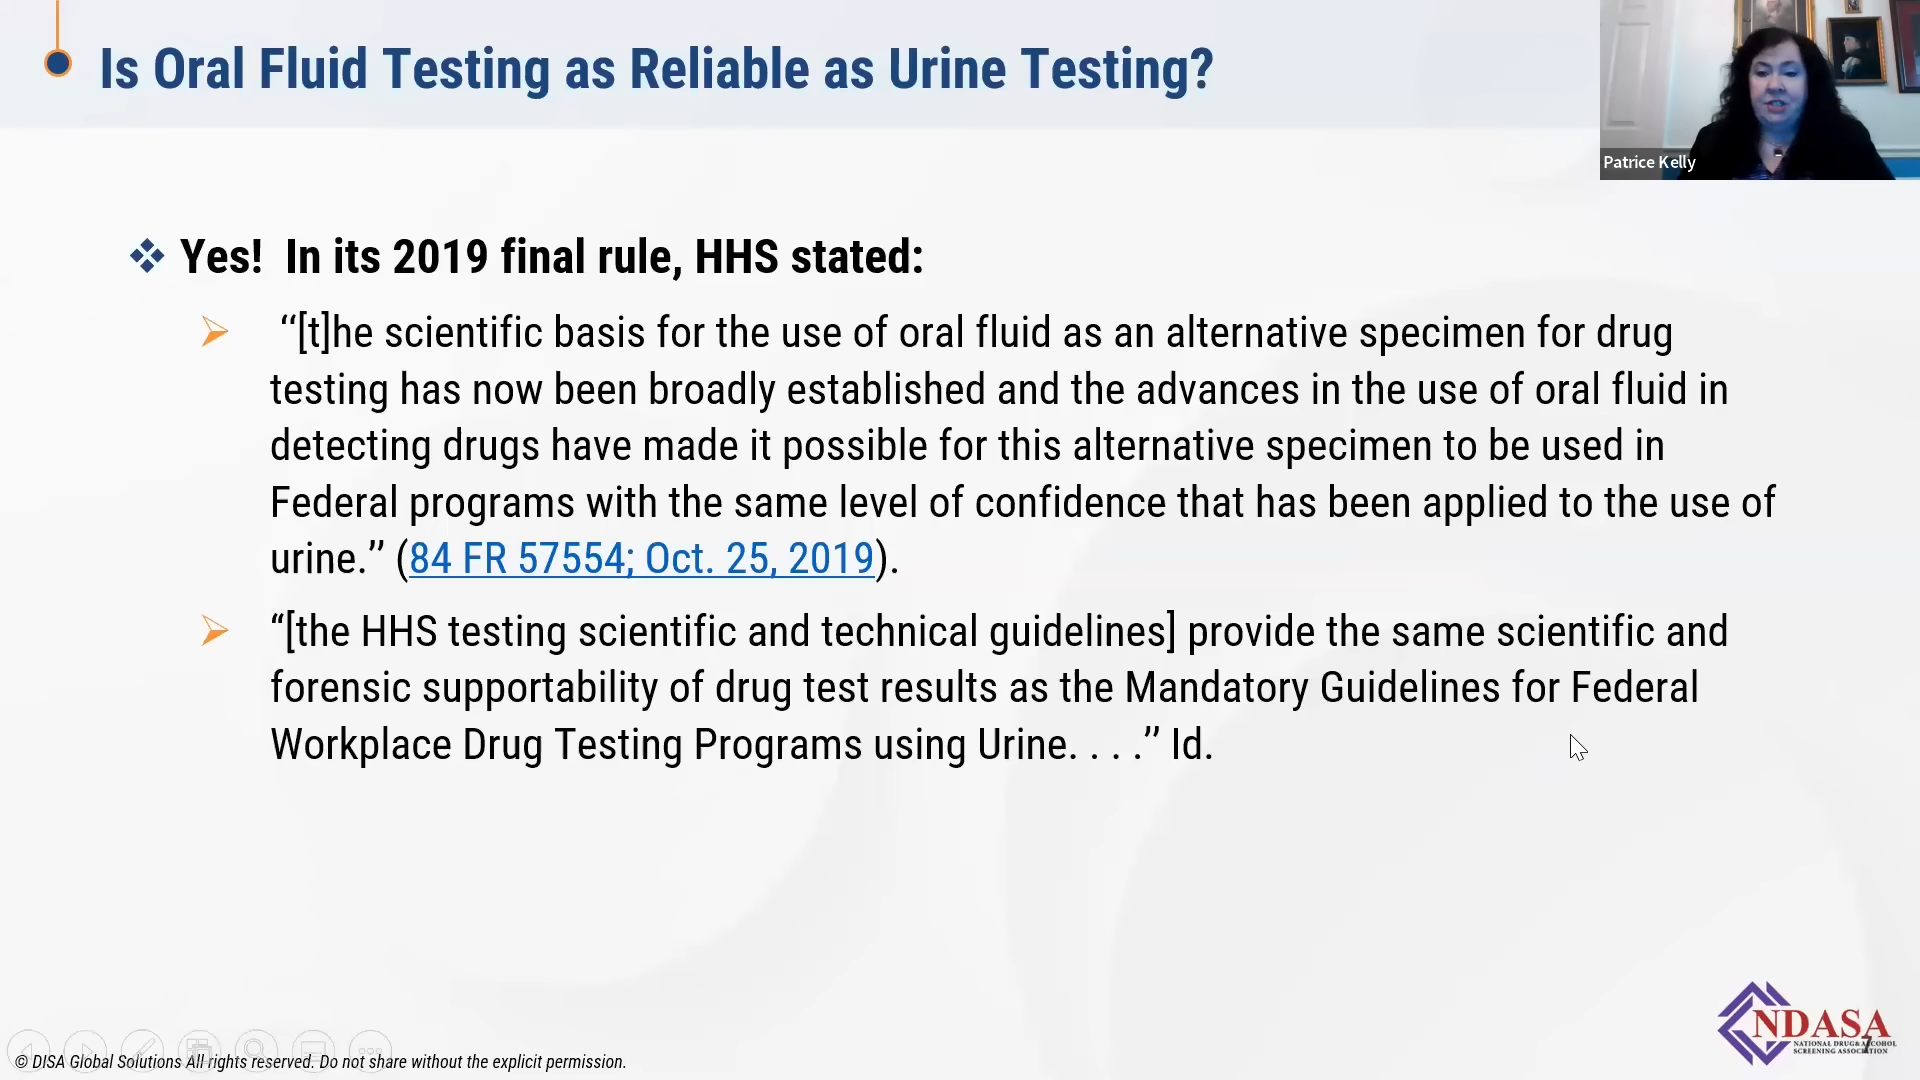 Is Oral Fluid Testing as Reliable as Urine Testing?
Patrice Kelly
Yes!  In its 2019 final rule, HHS stated:
‘‘[t]he scientific basis for the use of oral fluid as an alternative specimen for drug
testing has now been broadly established and the advances in the use of oral fluid in
detecting drugs have made it possible for this alternative specimen to be used in
Federal programs with the same level of confidence that has been applied to the use of
urine.’’ (84 FR 57554; Oct. 25, 2019).
“[the HHS testing scientific and technical guidelines] provide the same scientific and
forensic supportability of drug test results as the Mandatory Guidelines for Federal
Workplace Drug Testing Programs using Urine. . . .’’ Id.
NDASA
NATIONAL DRUG & ALCOHOL
SCREENING ASSOCIATION
7
© DISA Global Solutions All rights reserved. Do not share without the explicit permission.